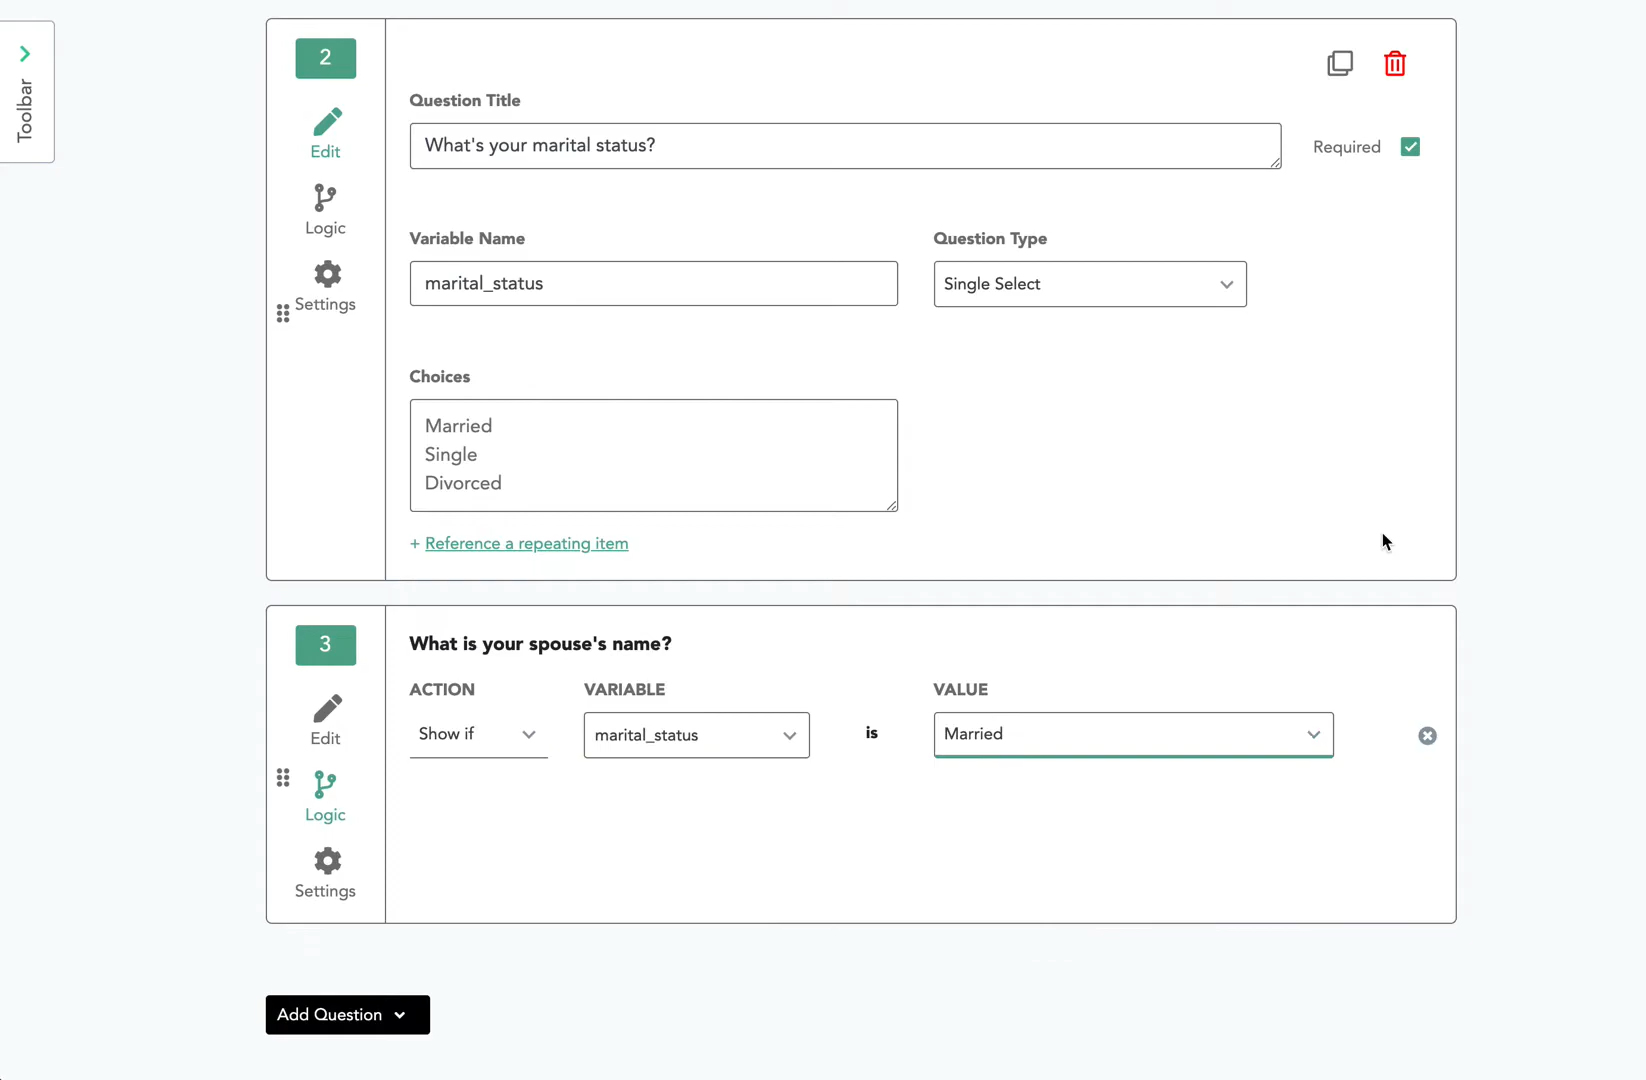 Toolbar
2
Edit
Logic
Settings
Question Title
What's your marital status?
Required
Variable Name
marital_status
Question Type
Single Select
Choices
Married
Single
Divorced
+ Reference a repeating item
3
Edit
Logic
Settings
What is your spouse's name?
ACTION VARIABLE VALUE
Show if marital_status is Married
Add Question